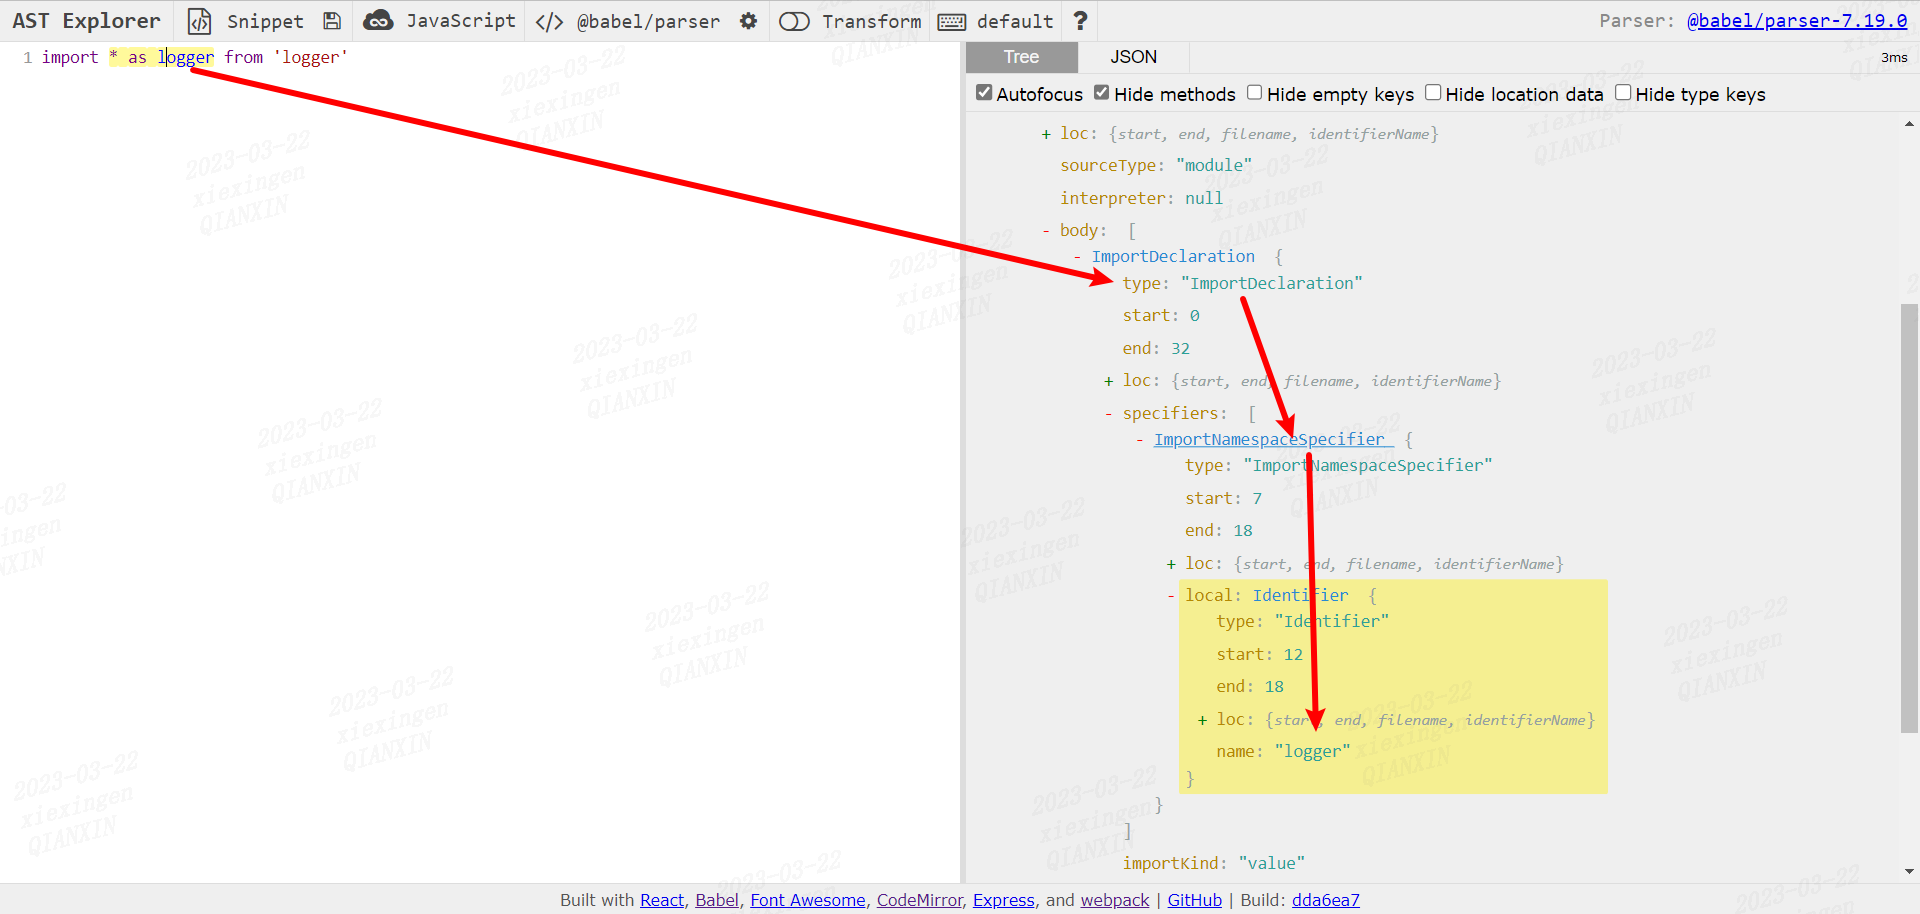 AST Explorer Snippet JavaScript </> @babel/parser Transform default ? Parser: @babel/parser-7.19.0
1 import * as logger from 'logger'
Tree JSON 3ms
Autofocus Hide methods Hide empty keys Hide location data Hide type keys
+ loc: {start, end, filename, identifierName}
sourceType: "module"
interpreter: null
- body: [
- ImportDeclaration {
type: "ImportDeclaration"
start: 0
end: 32
+ loc: {start, end, filename, identifierName}
- specifiers: [
- ImportNamespaceSpecifier {
type: "ImportNamespaceSpecifier"
start: 7
end: 18
+ loc: {start, end, filename, identifierName}
- local: Identifier {
type: "Identifier"
start: 12
end: 18
+ loc: {start, end, filename, identifierName}
name: "logger"
}
}
]
importKind: "value"
Built with React, Babel, Font Awesome, CodeMirror, Express, and webpack | GitHub | Build: dda6ea7
2023-03-22
xiexingen
QIANXIN